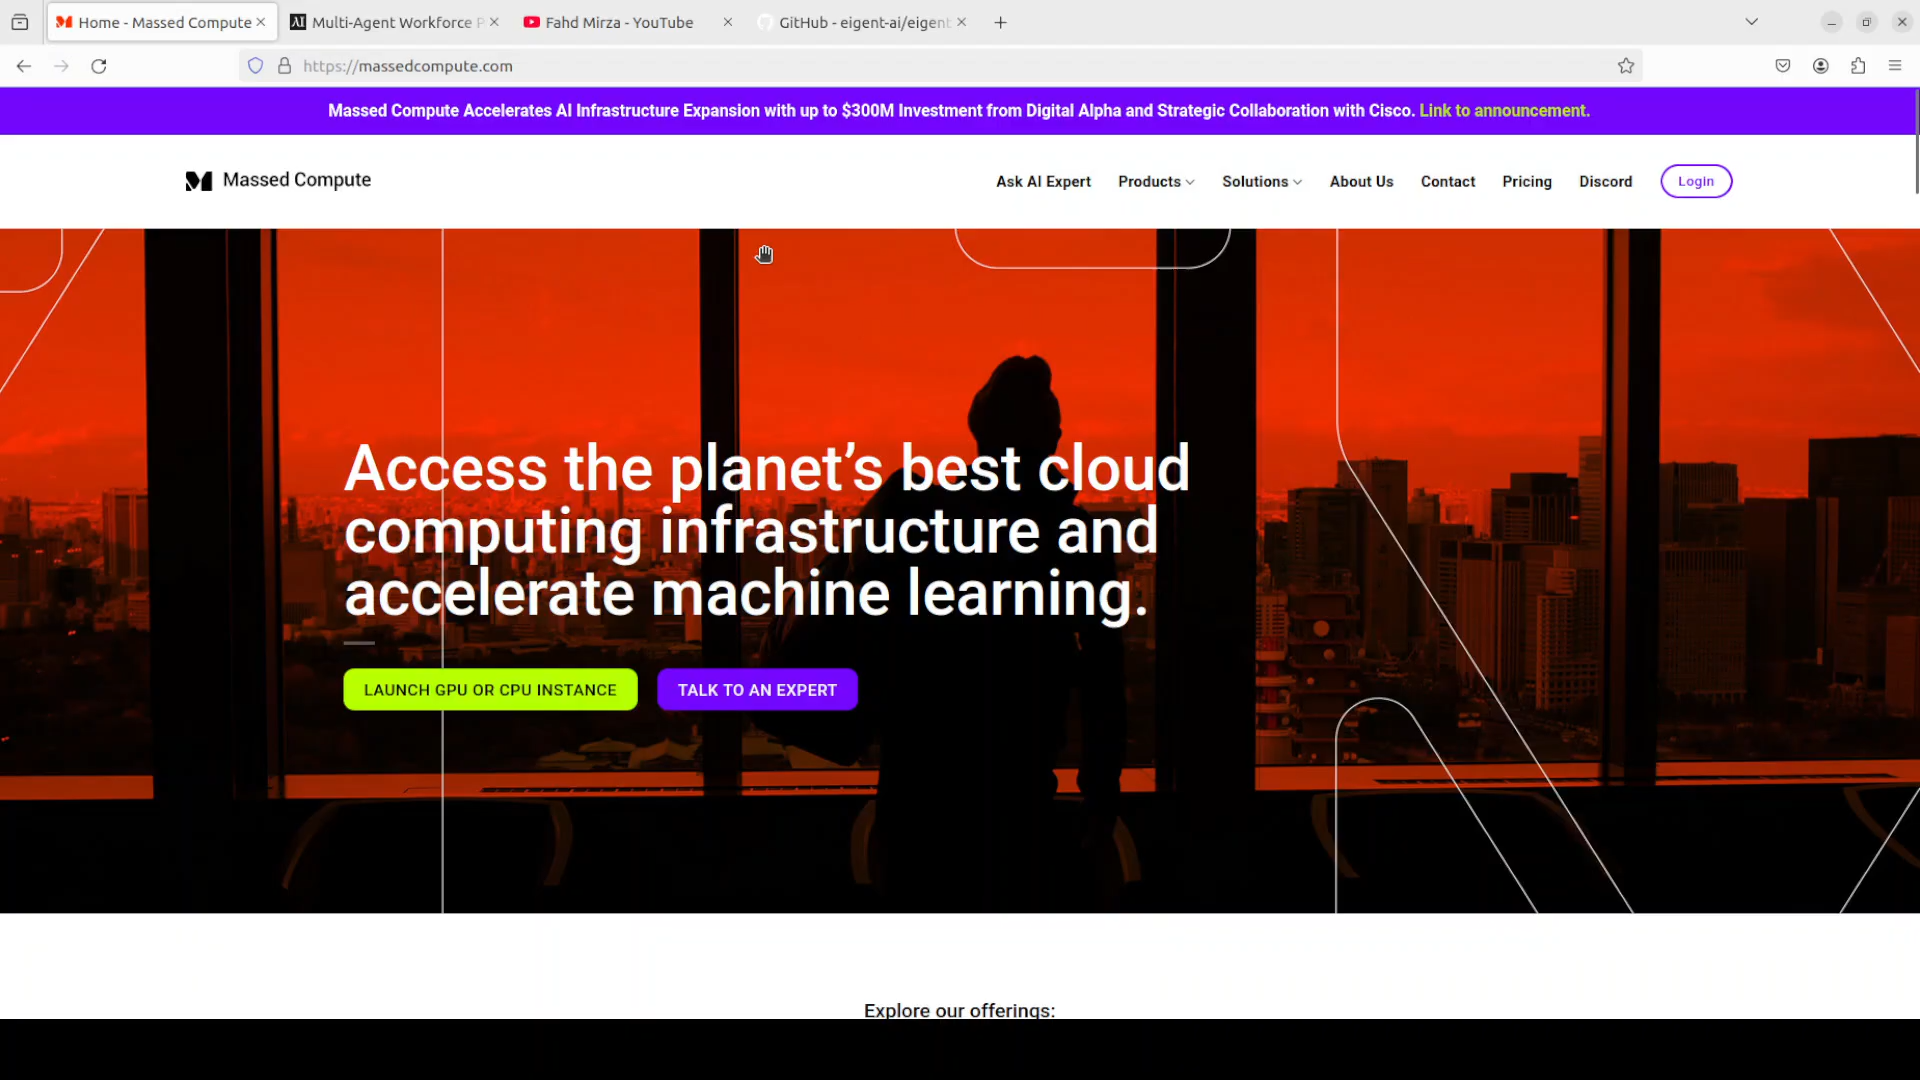 Home - Massed Compute
Multi-Agent Workforce
Fahd Mirza - YouTube
GitHub - eigent-ai/eigent
https://massedcompute.com
Massed Compute Accelerates AI Infrastructure Expansion with up to $300M Investment from Digital Alpha and Strategic Collaboration with Cisco. Link to announcement.
Massed Compute
Ask AI Expert
Products
Solutions
About Us
Contact
Pricing
Discord
Login
Access the planet’s best cloud
computing infrastructure and
accelerate machine learning.
LAUNCH GPU OR CPU INSTANCE
TALK TO AN EXPERT
Explore our offerings: